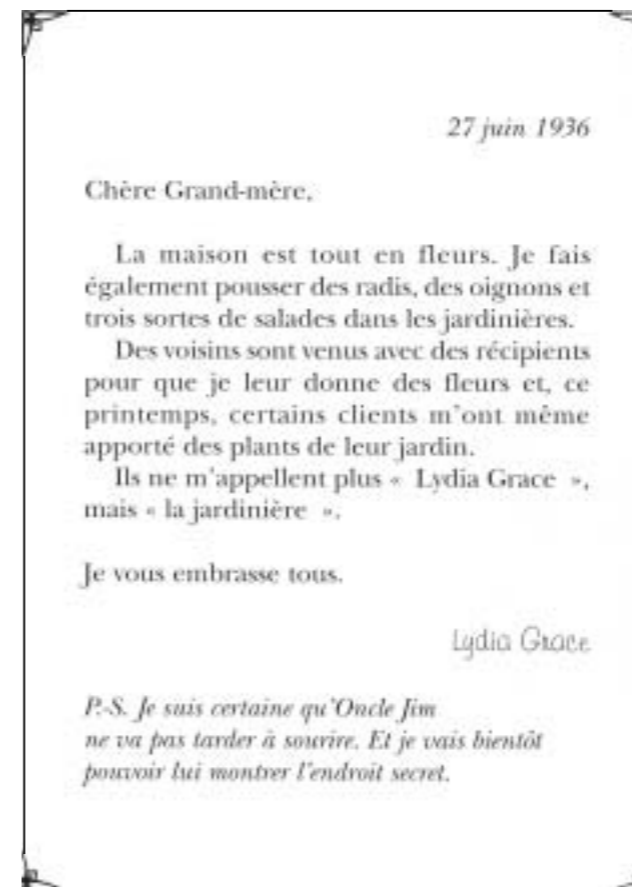 27 juin 1936
Chère Grand-mère,
La maison est tout en fleurs. Je fais
également pousser des radis, des oignons et
trois sortes de salades dans les jardinières.
Des voisins sont venus avec des récipients
pour que je leur donne des fleurs et, ce
printemps, certains clients m'ont même
apporté des plants de leur jardin.
Ils ne m'appellent plus « Lydia Grace »,
mais « la jardinière ».
Je vous embrasse tous.
Lydia Grace
P.-S. Je suis certaine qu'Oncle Jim
ne va pas tarder à sourire. Et je vais bientôt
pouvoir lui montrer l'endroit secret.